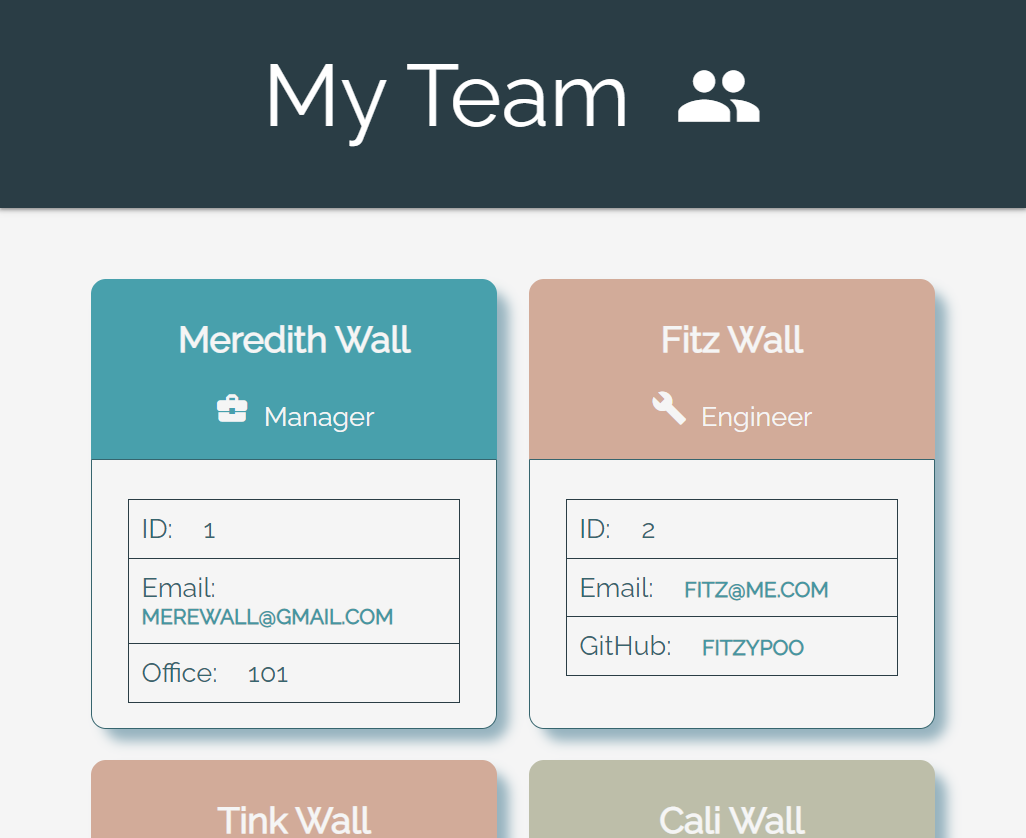 My Team
Meredith Wall
Manager
ID: 1
Email:
MEREWALL@GMAIL.COM
Office: 101
Fitz Wall
Engineer
ID: 2
Email: FITZ@ME.COM
GitHub: FITZYPOO
Tink Wall
Cali Wall